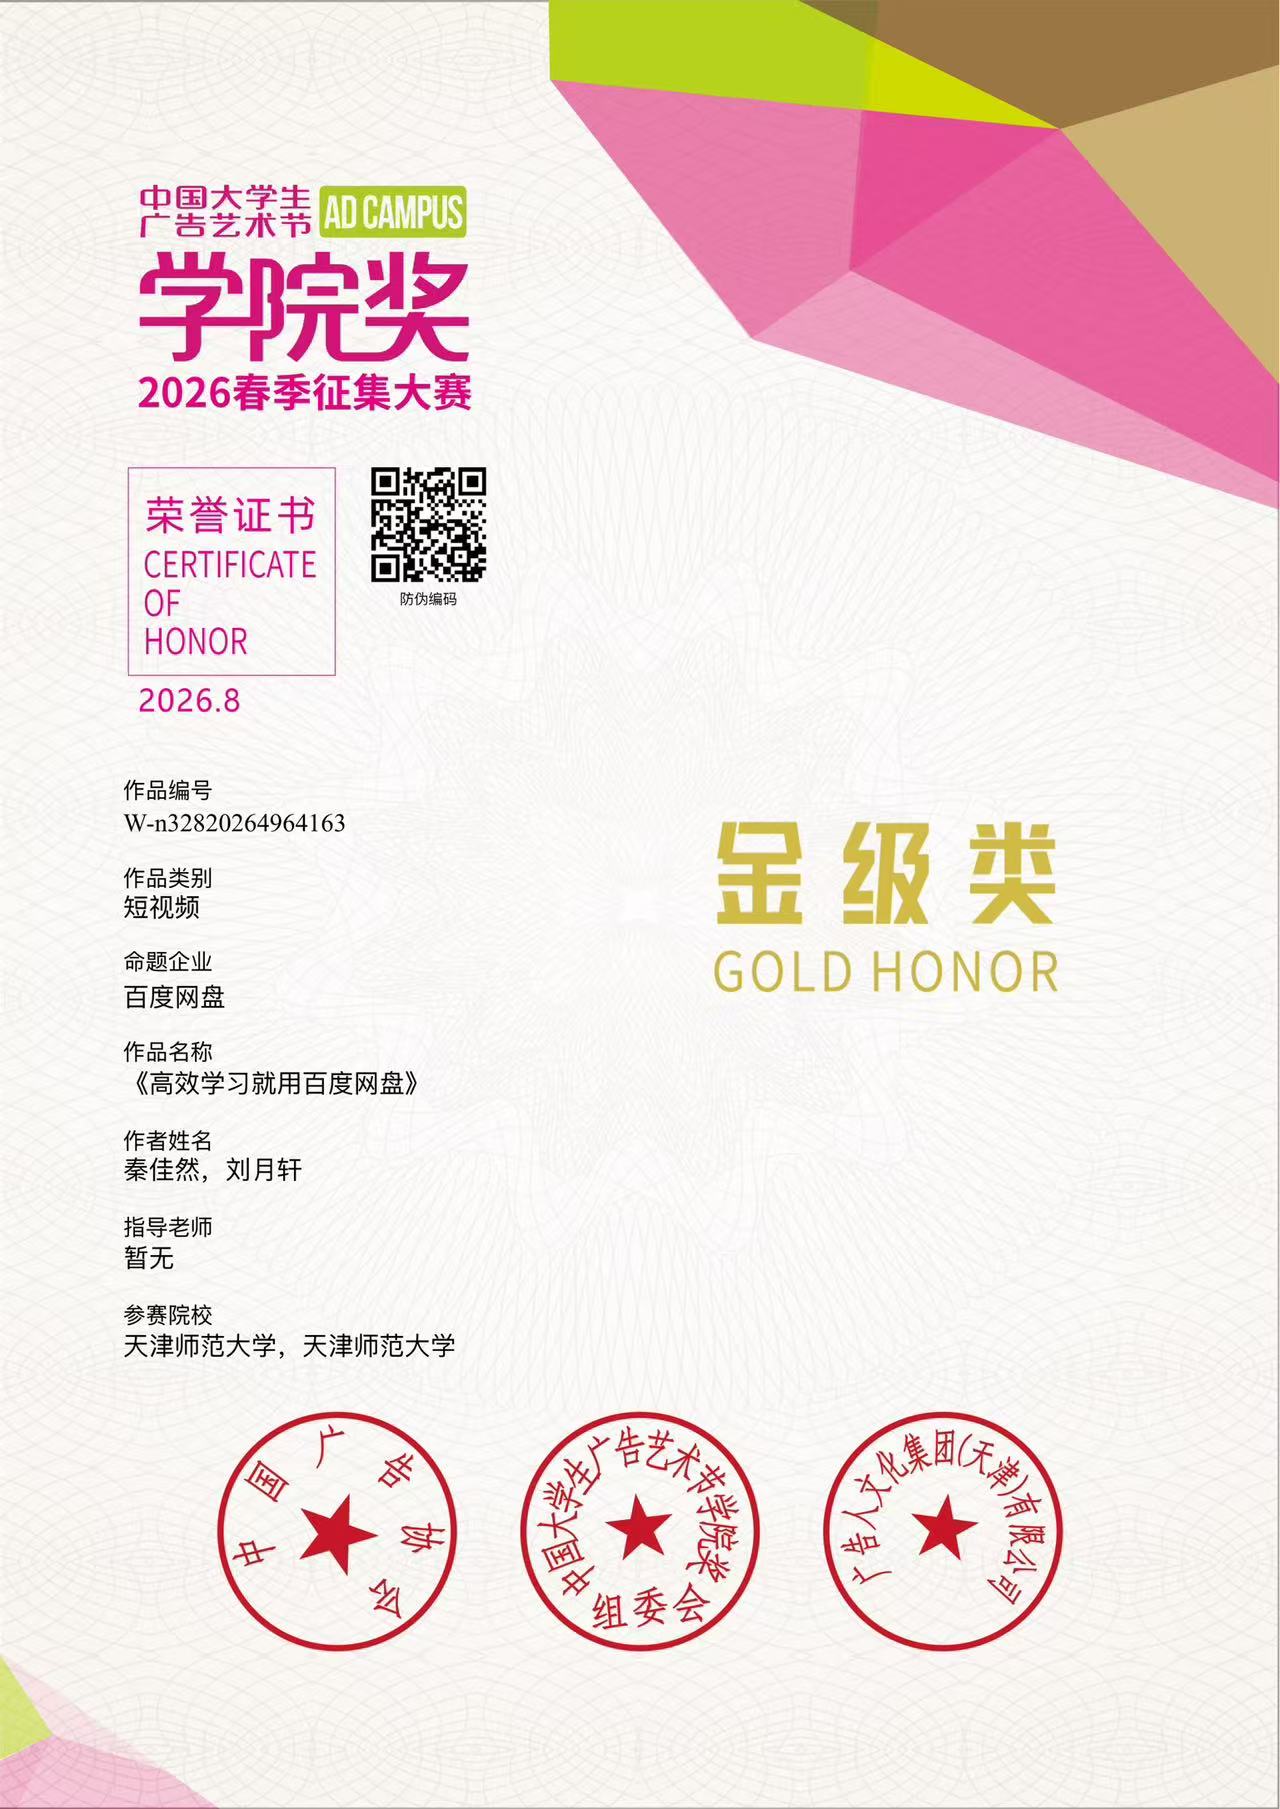 中国大学生
广告艺术节
AD CAMPUS
学院奖
2026春季征集大赛
荣誉证书
CERTIFICATE
OF
HONOR
防伪编码
2026.8
作品编号
W-n32820264964163
作品类别
短视频
命题企业
百度网盘
作品名称
《高效学习就用百度网盘》
作者姓名
秦佳然，刘月轩
指导老师
暂无
参赛院校
天津师范大学，天津师范大学
金级类
GOLD HONOR
中国广告协会
中国大学生广告艺术节学院奖
组委会
广告人文化集团(天津)有限公司